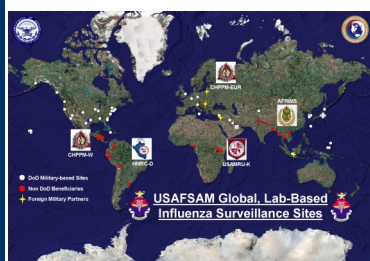 CHPPM-EUR
AFRIMS
CHPPM-W
NMRC-D
USAMRU-K
DoD Military-based Sites
Non DoD Beneficiaries
Foreign Military Partners
USAFSAM Global, Lab-Based
Influenza Surveillance Sites